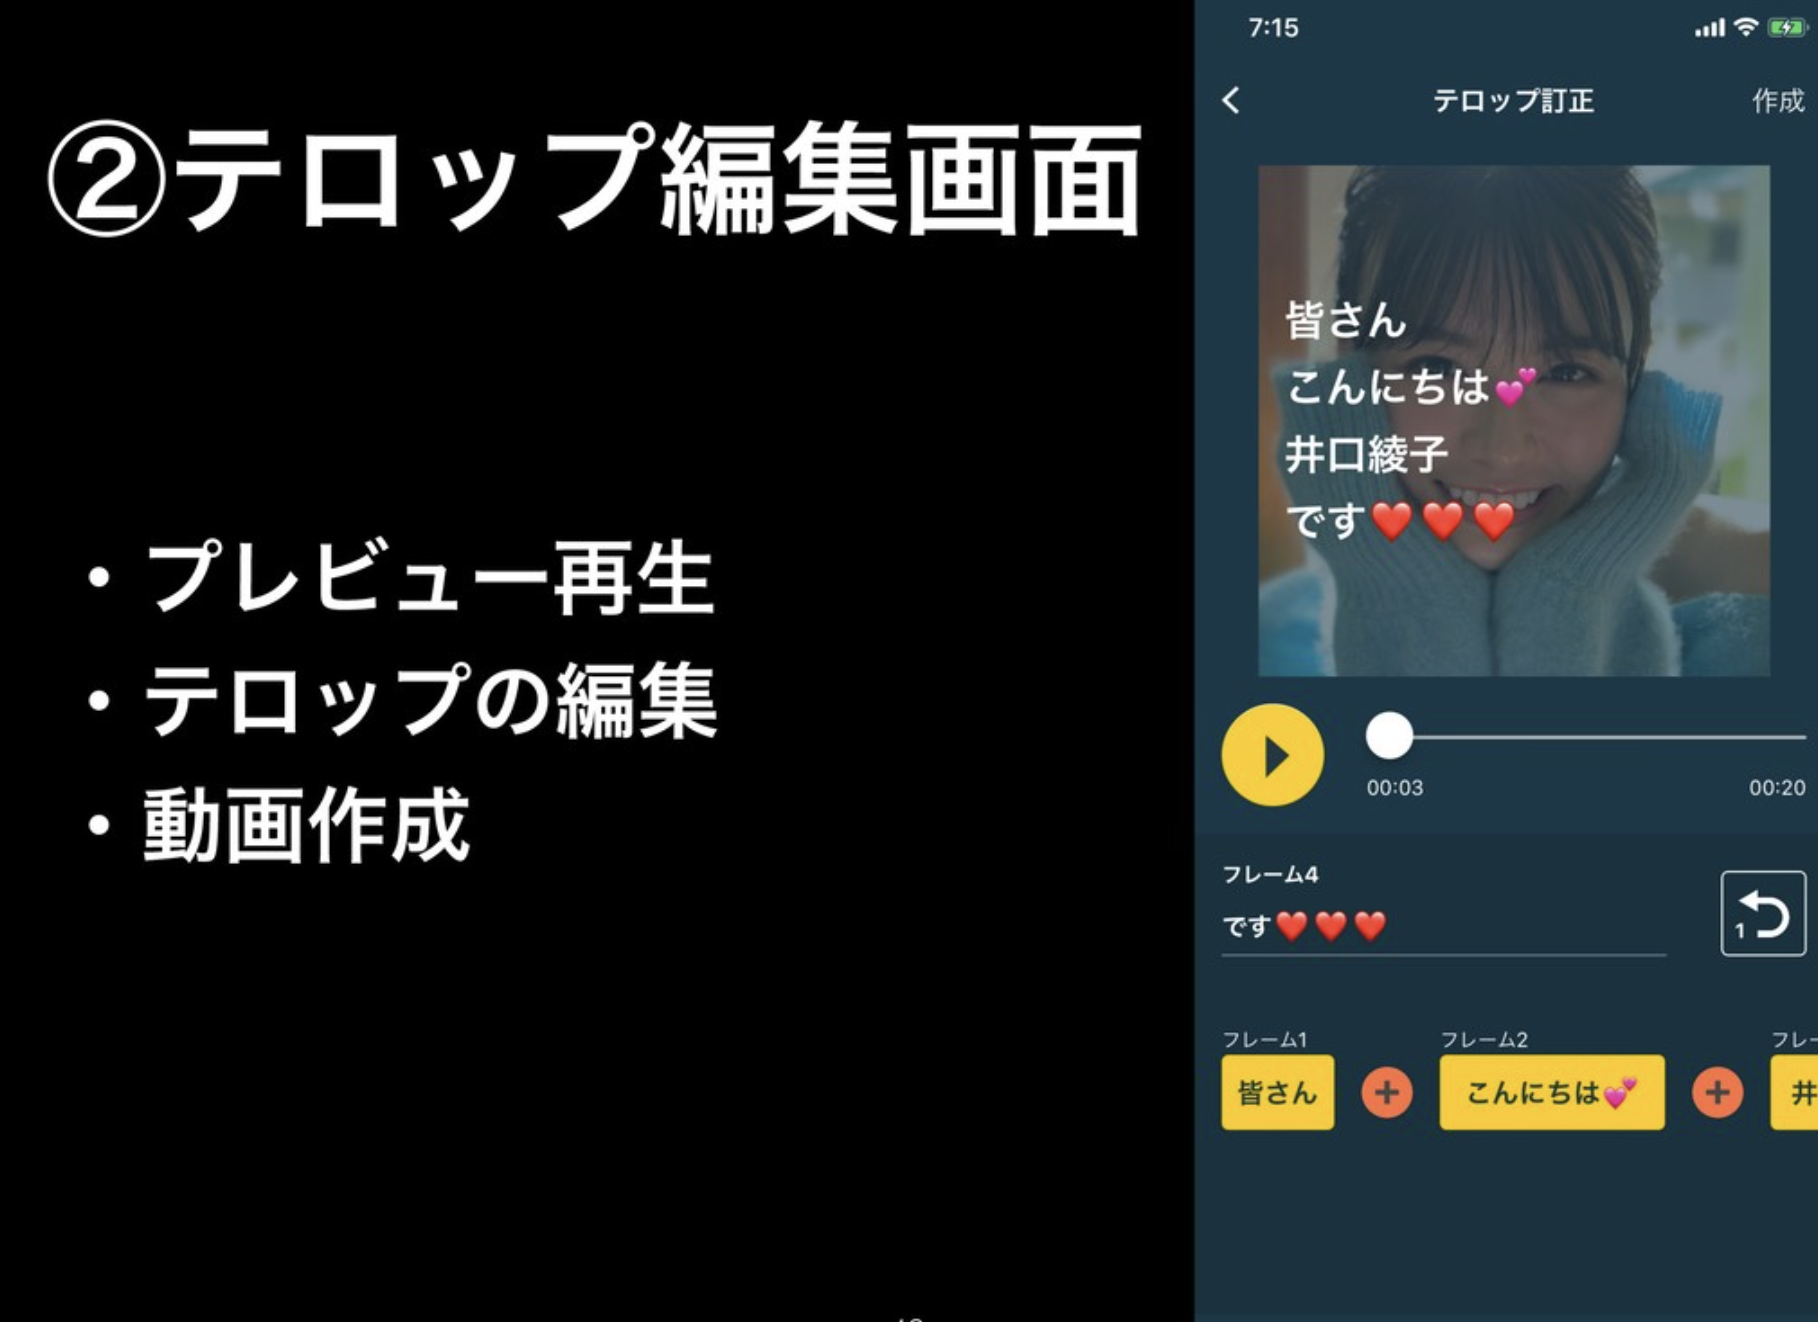 ②テロップ編集画面
・プレビュー再生
・テロップの編集
・動画作成
7:15
テロップ訂正
作成
皆さん
こんにちは💕
井口綾子
です❤️❤️❤️
00:03
00:20
フレーム4
です❤️❤️❤️
1
フレーム1
フレーム2
フレー
皆さん
+
こんにちは💕
+
井